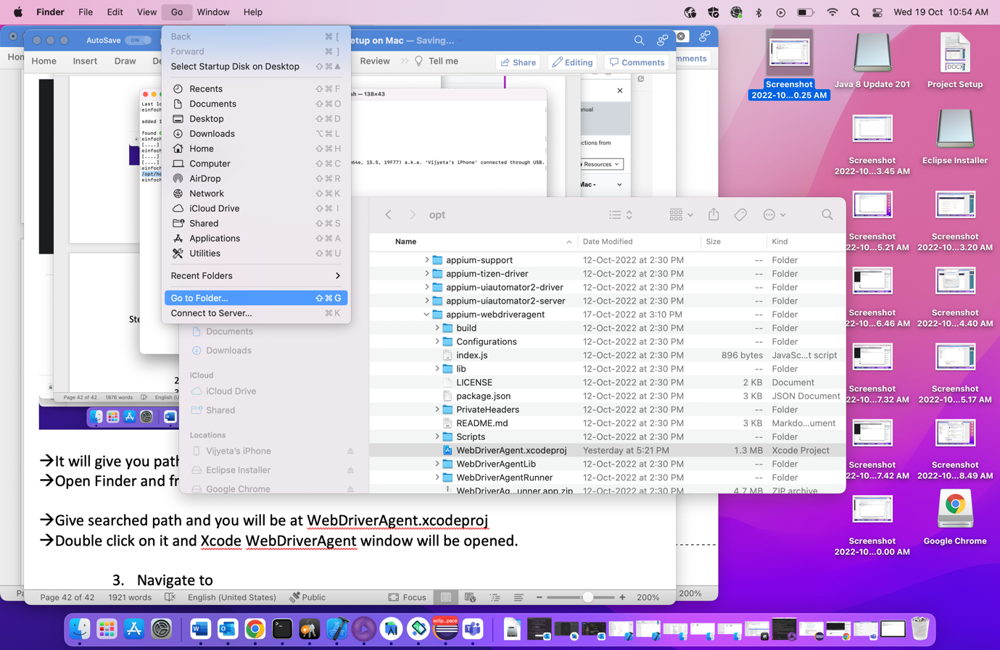 Finder File Edit View Go Window Help Wed 19 Oct 10:54 AM
AutoSave ON
etup on Mac — Saving...
Home Insert Draw
Review Tell me Share Editing Comments
mments
Back ⌘ [
Forward ⌘ ]
Select Startup Disk on Desktop ⇧⌘▲
Recents ⇧⌘F
Documents ⇧⌘O
Desktop ⇧⌘D
Downloads ⌥⌘L
Home ⇧⌘H
Computer ⇧⌘C
AirDrop ⇧⌘R
Network ⇧⌘K
iCloud Drive ⇧⌘I
Shared ⇧⌘S
Applications ⇧⌘A
Utilities ⇧⌘U
Recent Folders
Go to Folder... ⇧⌘G
Connect to Server... ⌘K
sh — 138×43
Last lo
einfoch
added 1
found
einfoch
[....]
einfoch
[....]
[....]
einfoch
/opt/ho
einfoch
64e, 15.5, 19F77) a.k.a. 'Vijyeta's iPhone' connected through USB.
anual
ctions from
Resources
Mac -
Ste
opt
Name Date Modified Size Kind
appium-support 12-Oct-2022 at 2:30 PM -- Folder
appium-tizen-driver 12-Oct-2022 at 2:30 PM -- Folder
appium-uiautomator2-driver 12-Oct-2022 at 2:30 PM -- Folder
appium-uiautomator2-server 12-Oct-2022 at 2:30 PM -- Folder
appium-webdriveragent 17-Oct-2022 at 3:10 PM -- Folder
build 12-Oct-2022 at 2:30 PM -- Folder
Configurations 12-Oct-2022 at 2:30 PM -- Folder
index.js 12-Oct-2022 at 2:30 PM 896 bytes JavaSc...t script
lib 12-Oct-2022 at 2:30 PM -- Folder
LICENSE 12-Oct-2022 at 2:30 PM 2 KB Document
package.json 12-Oct-2022 at 2:30 PM 3 KB JSON Document
PrivateHeaders 12-Oct-2022 at 2:30 PM -- Folder
README.md 12-Oct-2022 at 2:30 PM 3 KB Markdo...ument
Scripts 12-Oct-2022 at 2:30 PM -- Folder
WebDriverAgent.xcodeproj Yesterday at 5:21 PM 1.3 MB Xcode Project
WebDriverAgentLib 12-Oct-2022 at 2:30 PM -- Folder
WebDriverAgentRunner 12-Oct-2022 at 2:30 PM -- Folder
WebDriverAg...unner.app.zip 12-Oct-2022 at 2:30 PM 4.7 MB ZIP archive
Documents
Downloads
iCloud
iCloud Drive
Shared
Locations
Vijyeta's iPhone
Eclipse Installer
Google Chrome
Page 42 of 42 1876 words English (U
→It will give you path
→Open Finder and fr
→Give searched path and you will be at WebDriverAgent.xcodeproj
→Double click on it and Xcode WebDriverAgent window will be opened.
3. Navigate to
Page 42 of 42 1921 words English (United States) Public Focus 200%
200%
Screenshot
2022-10...0.25 AM
Java 8 Update 201
DOCX
Project Setup
Screenshot
2022-10...3.45 AM
Eclipse Installer
Screenshot
22-10...5.21 AM
Screenshot
2022-10...3.20 AM
Screenshot
22-10...6.46 AM
Screenshot
2022-10...4.40 AM
Screenshot
22-10...7.32 AM
Screenshot
2022-10...5.17 AM
Screenshot
22-10...7.42 AM
Screenshot
2022-10...8.49 AM
Screenshot
2022-10...0.00 AM
Google Chrome
eclip...pace